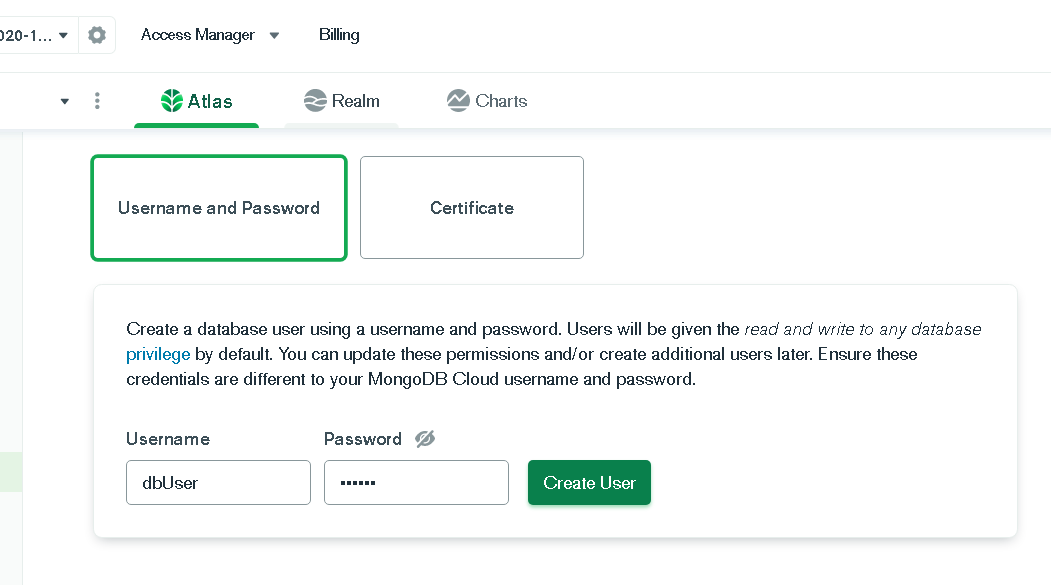 020-1... Access Manager Billing
Atlas Realm Charts
Username and Password Certificate
Create a database user using a username and password. Users will be given the read and write to any database
privilege by default. You can update these permissions and/or create additional users later. Ensure these
credentials are different to your MongoDB Cloud username and password.
Username Password
dbUser •••••• Create User